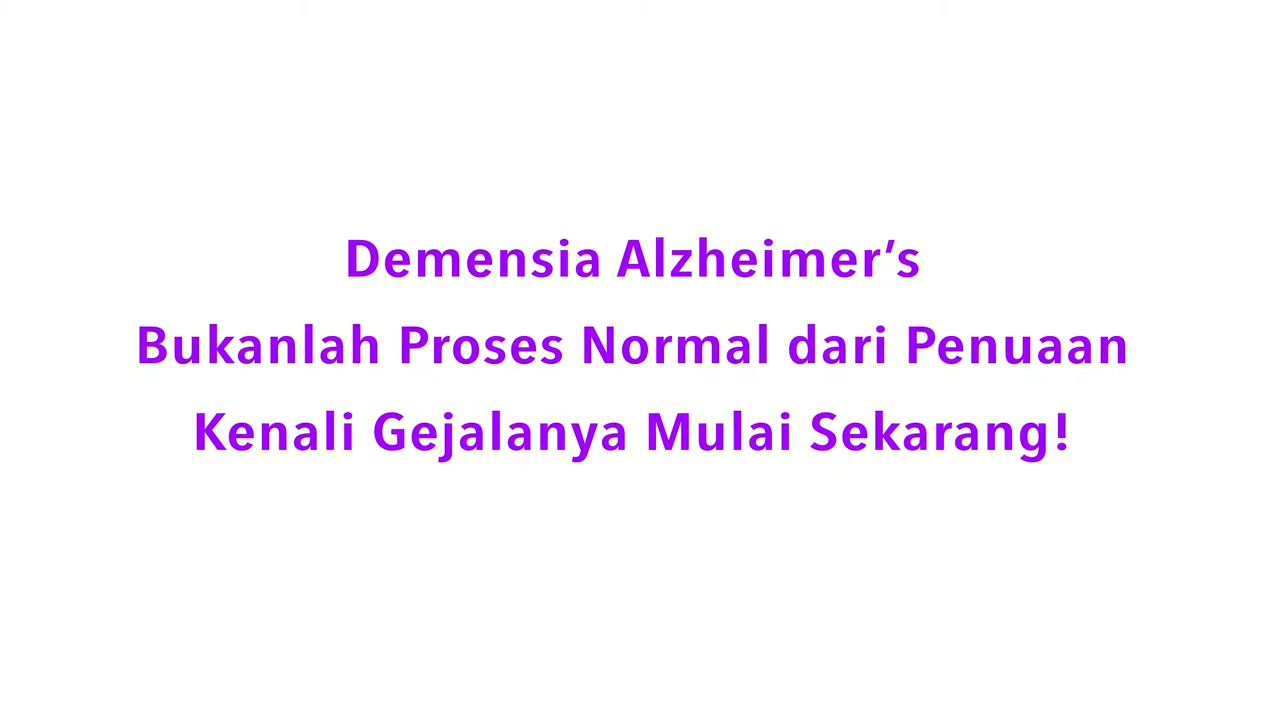 Demensia Alzheimer’s
Bukanlah Proses Normal dari Penuaan
Kenali Gejalanya Mulai Sekarang!